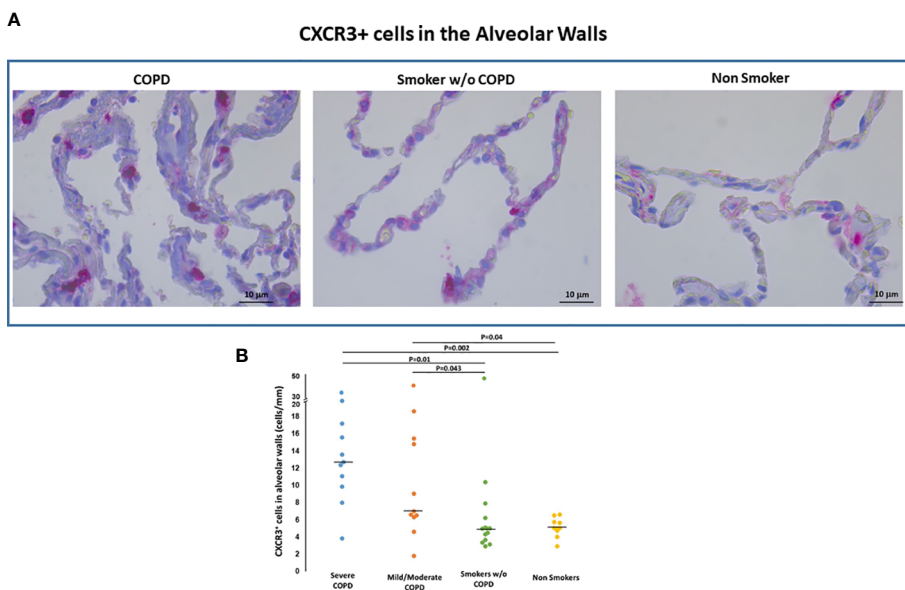 A
CXCR3+ cells in the Alveolar Walls
COPD
Smoker w/o COPD
Non Smoker
10 μm
10 μm
10 μm
B
P=0.04
P=0.002
P=0.01
P=0.043
CXCR3⁺ cells in alveolar walls (cells/mm)
50
30
20
18
16
14
12
10
8
6
4
2
0
Severe
COPD
Mild/Moderate
COPD
Smokers w/o
COPD
Non Smokers